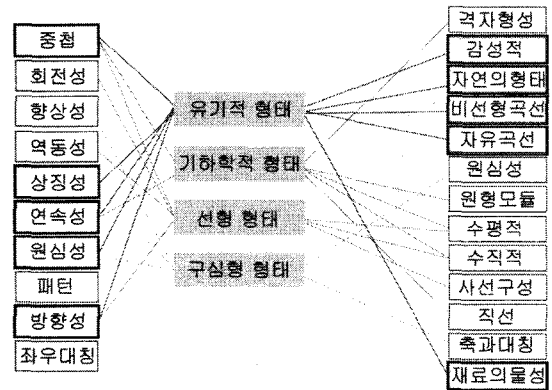 중첩
회전성
향상성
역동성
상징성
연속성
원심성
패턴
방향성
좌우대칭
유기적 형태
기하학적 형태
선형 형태
구심형 형태
격자형성
감성적
자연의형태
비선형곡선
자유곡선
원심성
원형모듈
수평적
수직적
사선구성
직선
축과대칭
재료의물성